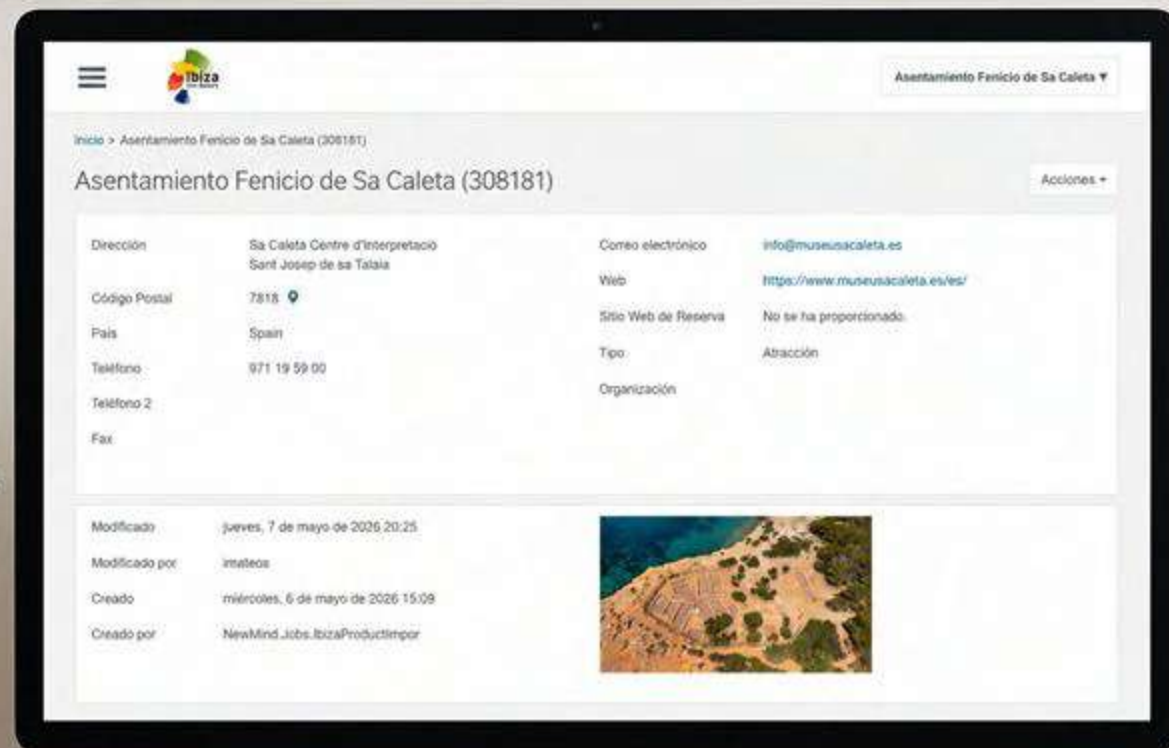 Ibiza
Asentamiento Fenicio de Sa Caleta ▼
Inicio > Asentamiento Fenicio de Sa Caleta (308181)
Asentamiento Fenicio de Sa Caleta (308181)
Acciones
Dirección Sa Caleta Centre d'Interpretació
Sant Josep de sa Talaia
Código Postal 7818
País Spain
Teléfono 971 19 59 00
Teléfono 2
Fax
Correo electrónico info@museusacaleta.es
Web https://www.museusacaleta.es/es/
Sitio Web de Reserva No se ha proporcionado.
Tipo Atracción
Organización
Modificado jueves, 7 de mayo de 2026 20:25
Modificado por imateos
Creado miércoles, 6 de mayo de 2026 15:09
Creado por NewMind.Jobs.IbizaProductImpor